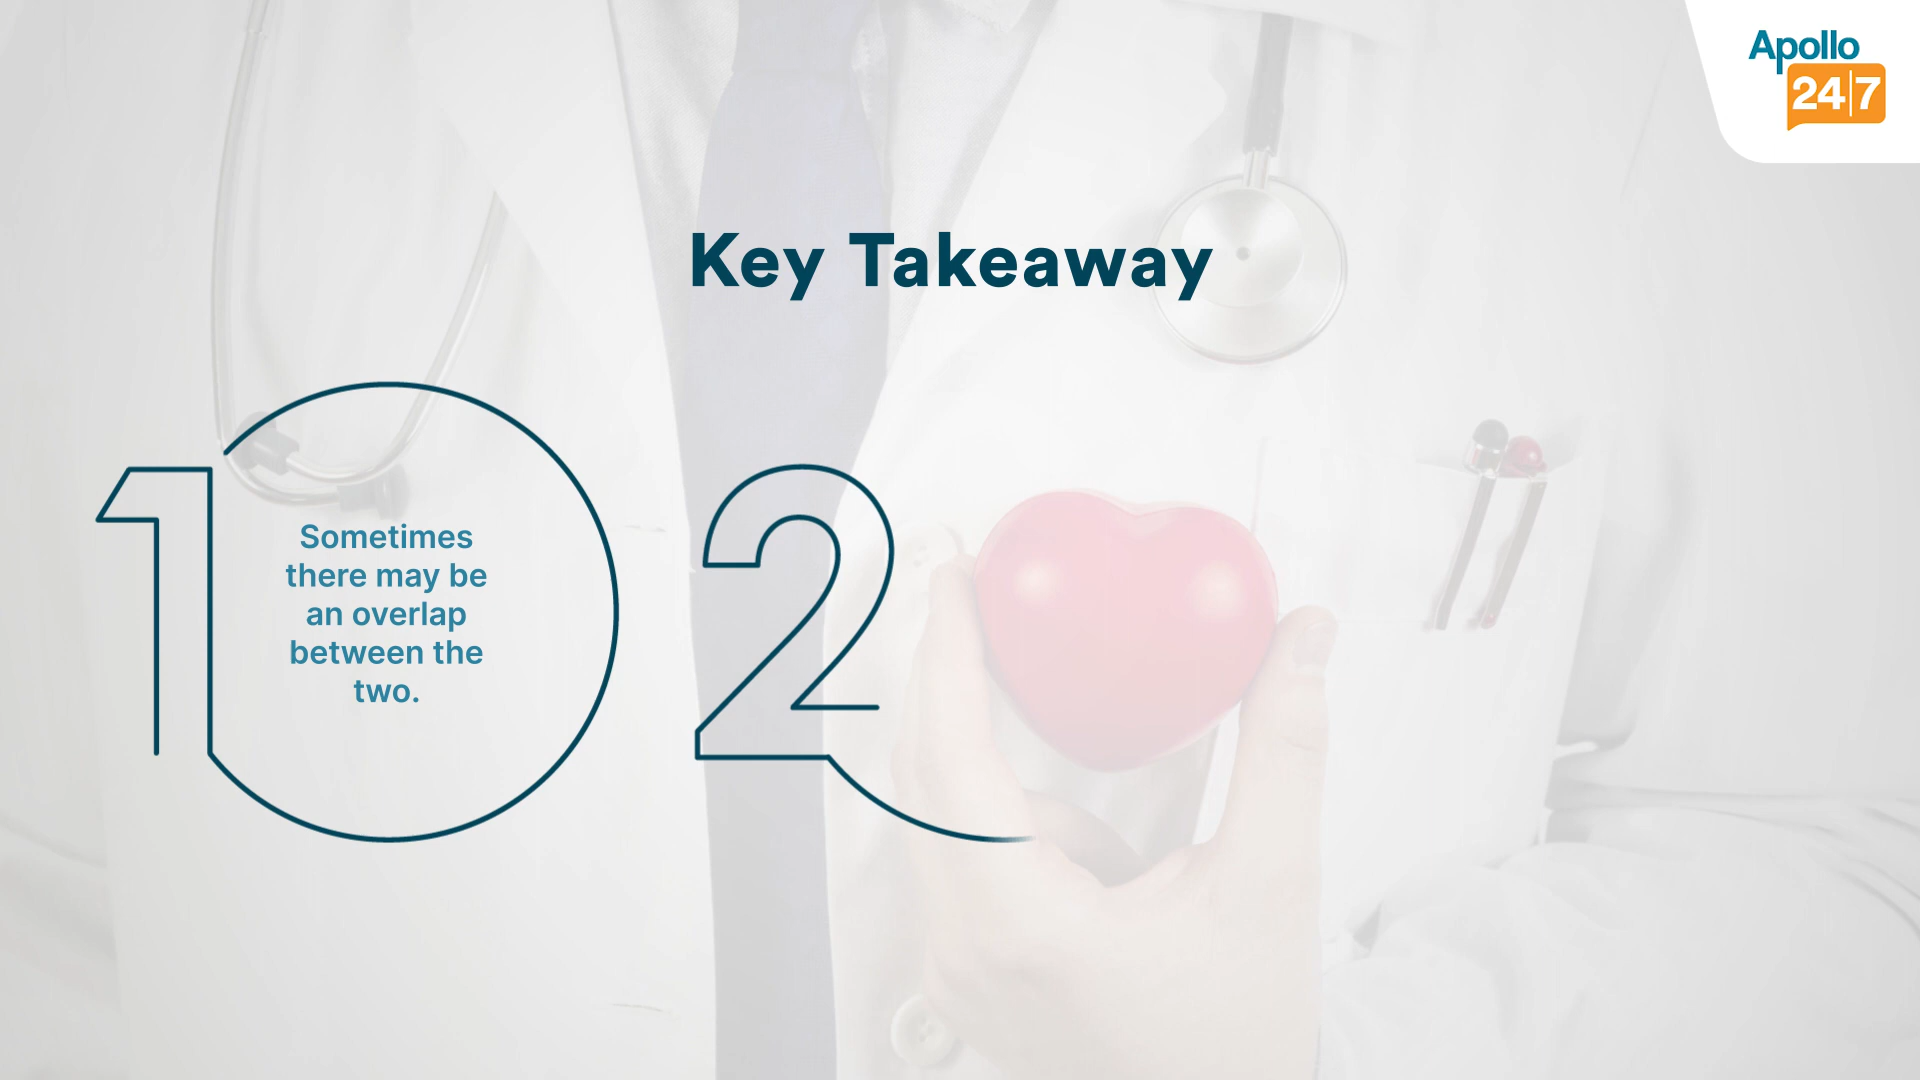 Apollo
24|7
Key Takeaway
1
Sometimes
there may be
an overlap
between the
two.
2